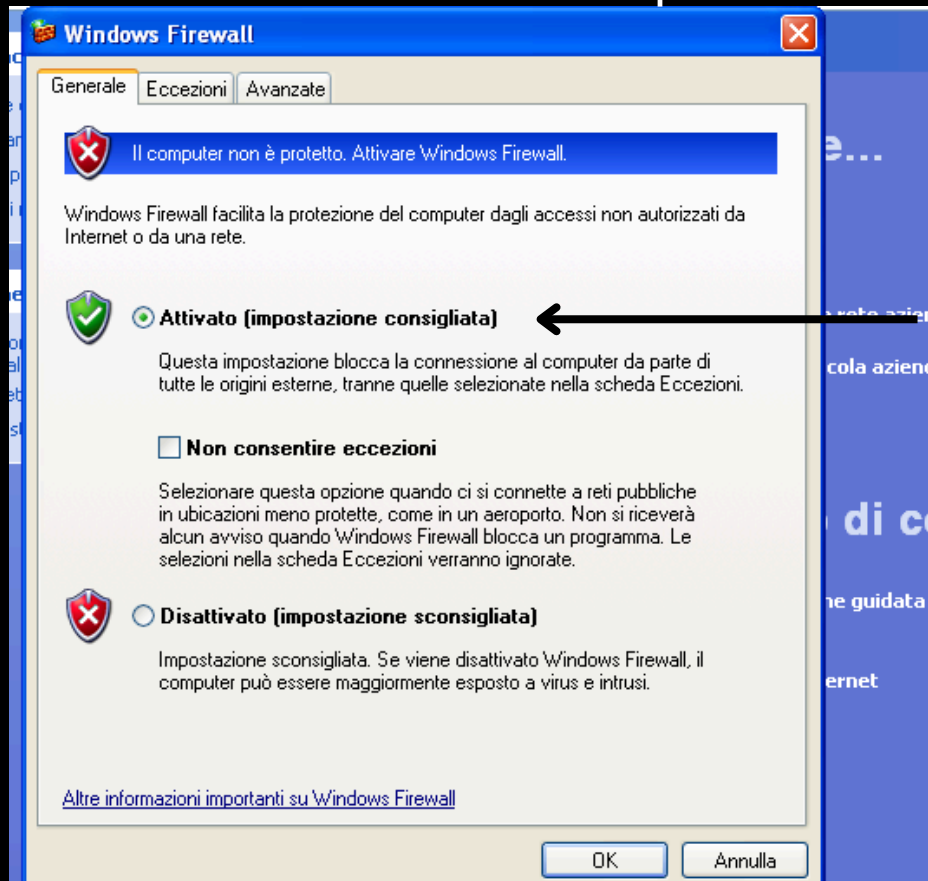 Windows Firewall
Generale Eccezioni Avanzate
Il computer non è protetto. Attivare Windows Firewall.
Windows Firewall facilita la protezione del computer dagli accessi non autorizzati da
Internet o da una rete.
Attivato (impostazione consigliata)
Questa impostazione blocca la connessione al computer da parte di
tutte le origini esterne, tranne quelle selezionate nella scheda Eccezioni.
Non consentire eccezioni
Selezionare questa opzione quando ci si connette a reti pubbliche
in ubicazioni meno protette, come in un aeroporto. Non si riceverà
alcun avviso quando Windows Firewall blocca un programma. Le
selezioni nella scheda Eccezioni verranno ignorate.
Disattivato (impostazione sconsigliata)
Impostazione sconsigliata. Se viene disattivato Windows Firewall, il
computer può essere maggiormente esposto a virus e intrusi.
Altre informazioni importanti su Windows Firewall
OK Annulla
e...
cola aziend
di c
ne guidata
ernet